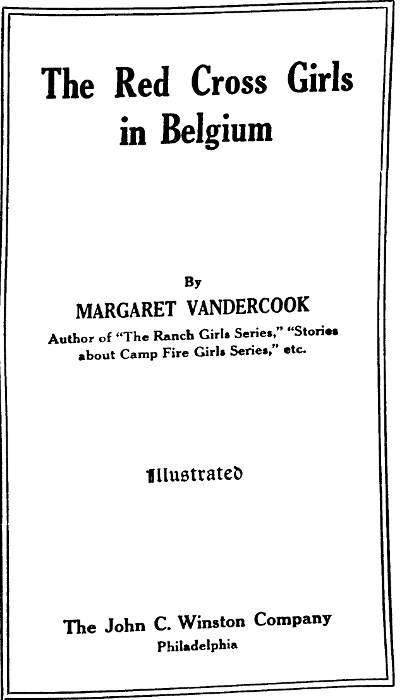 The Red Cross Girls
in Belgium
By
MARGARET VANDERCOOK
Author of "The Ranch Girls Series," "Stories
about Camp Fire Girls Series," etc.
Illustrated
The John C. Winston Company
Philadelphia